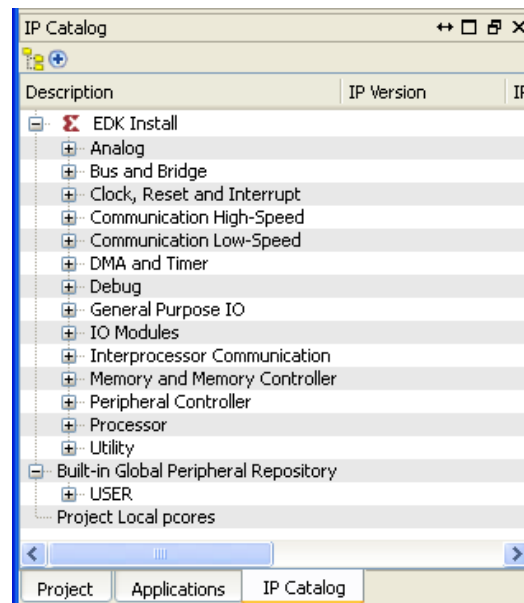 IP Catalog
Description IP Version IP
EDK Install
Analog
Bus and Bridge
Clock, Reset and Interrupt
Communication High-Speed
Communication Low-Speed
DMA and Timer
Debug
General Purpose IO
IO Modules
Interprocessor Communication
Memory and Memory Controller
Peripheral Controller
Processor
Utility
Built-in Global Peripheral Repository
USER
Project Local pcores
Project Applications IP Catalog